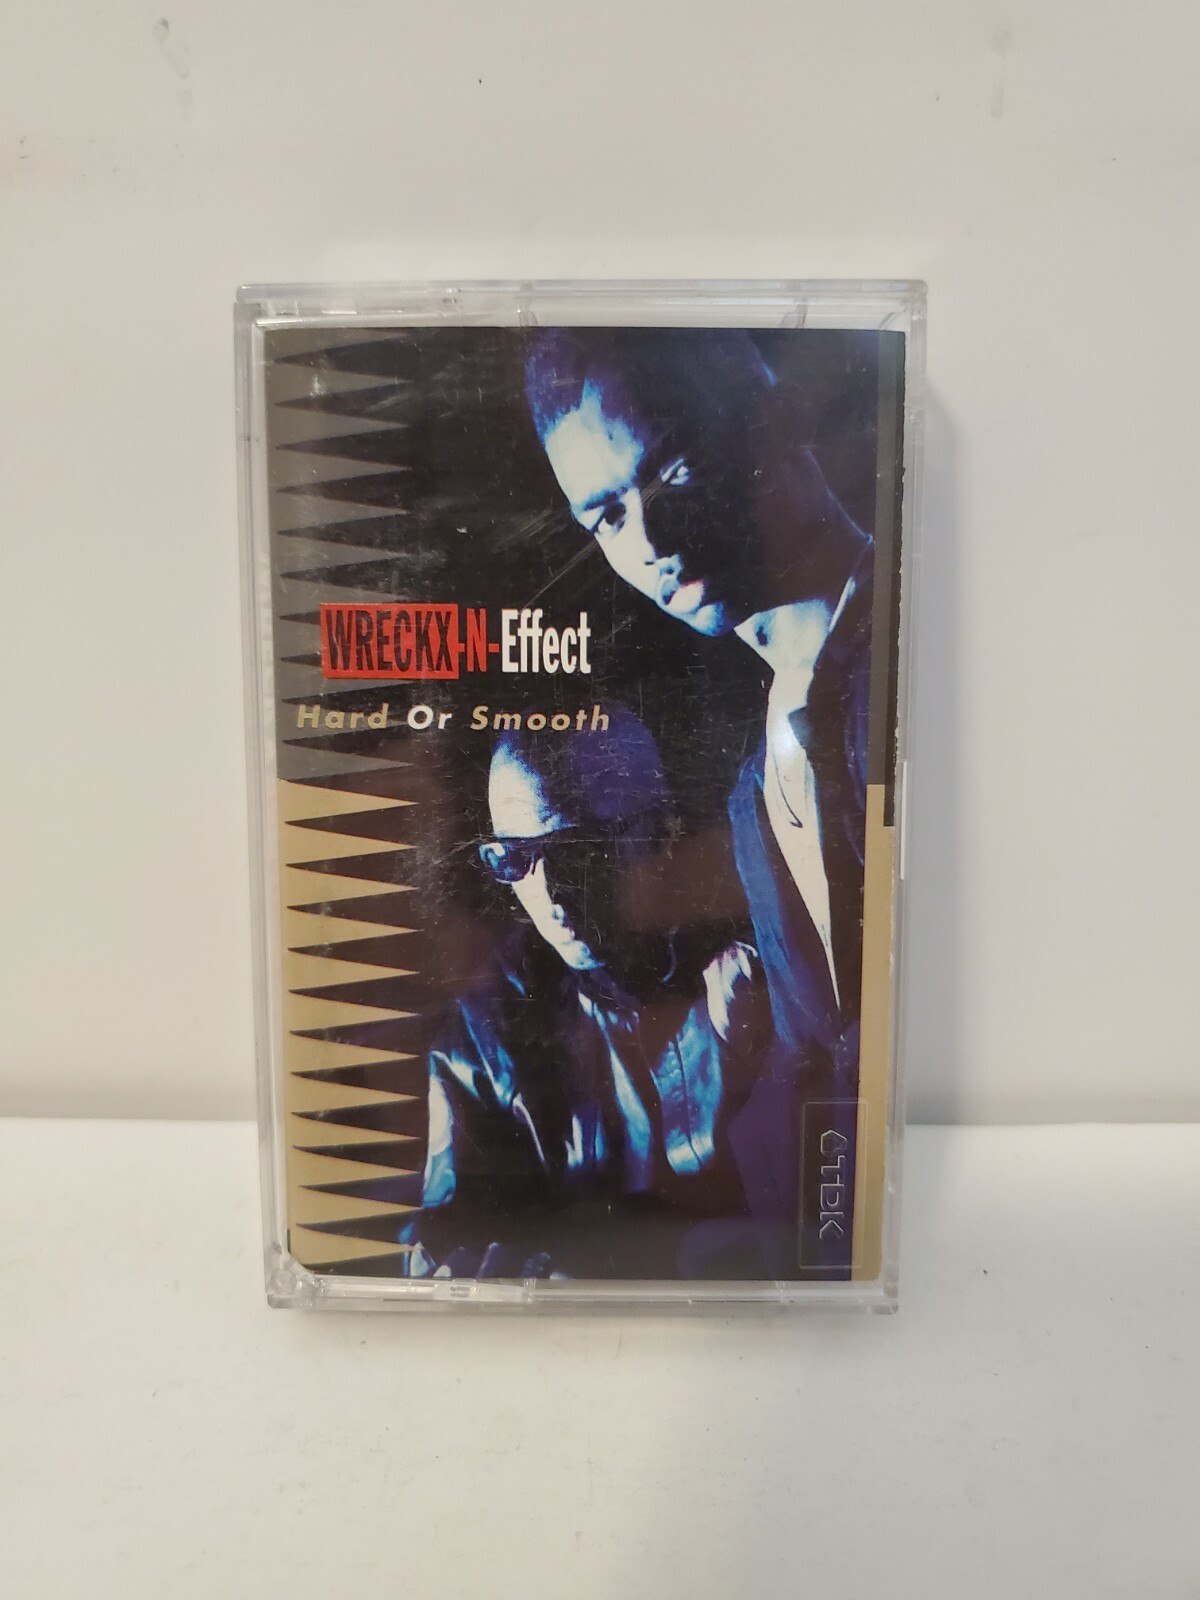 WRECKX-N-Effect
Hard Or Smooth
TDK